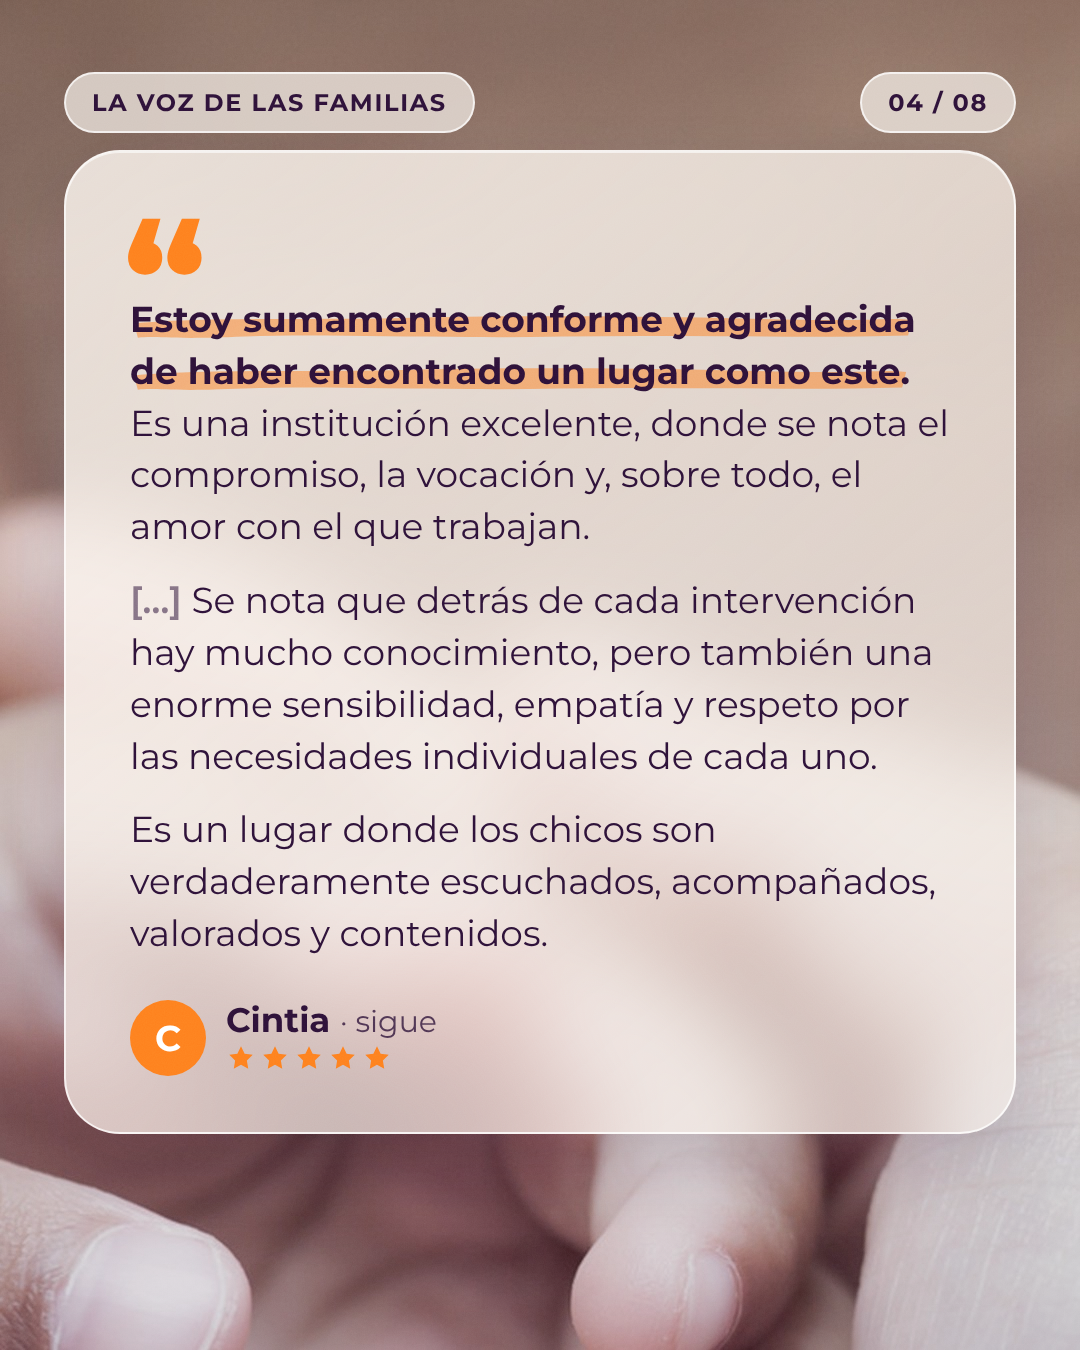 LA VOZ DE LAS FAMILIAS
04 / 08
“
Estoy sumamente conforme y agradecida
de haber encontrado un lugar como este.
Es una institución excelente, donde se nota el
compromiso, la vocación y, sobre todo, el
amor con el que trabajan.
[...] Se nota que detrás de cada intervención
hay mucho conocimiento, pero también una
enorme sensibilidad, empatía y respeto por
las necesidades individuales de cada uno.
Es un lugar donde los chicos son
verdaderamente escuchados, acompañados,
valorados y contenidos.
C
Cintia · sigue
★ ★ ★ ★ ★